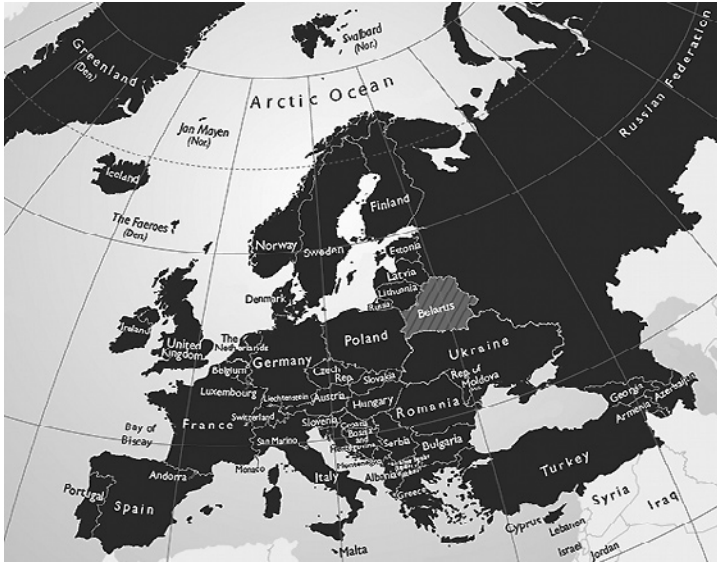 Svalbard
(Nor.)
Greenland
(Den)
Arctic Ocean
Russian Federation
Jan Mayen
(Nor.)
Iceland
The Faeroes
(Den.)
Finland
Norway
Sweden
Estonia
Latvia
Lithunnia
Russia
Denmark
Belarus
Ireland
United
Kingdom
The
Netherlands
Poland
Germany
Belgium
Ukraine
Czech
Rep.
Slovakia
Luxembourg
Liechtenstein
Austria
Rep. of
Moldova
Hungary
Switzerland
Romania
Georgia
Azerbaijan
Armenia
France
Slovenia
Croatia
Bay of
Biscay
San Marino
Bosnia
and
Herzegovina
Serbia
Bulgaria
Montenegro
Monaco
Andorra
Italy
Albania
Turkey
Portugal
Spain
Greece
Syria
Iraq
Cyprus
Lebanon
Malta
Israel
Jordan